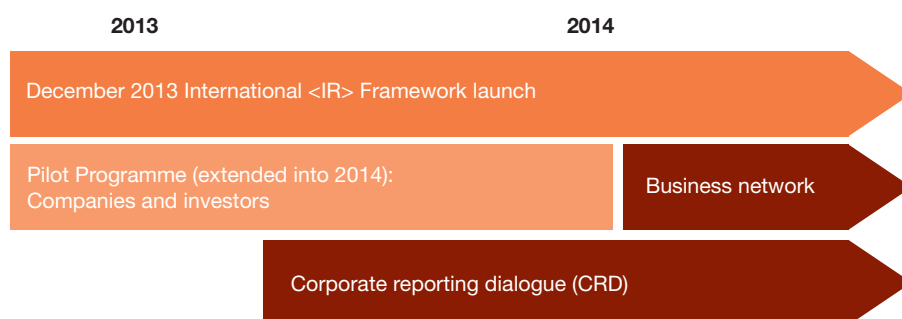 2013
2014
December 2013 International <IR> Framework launch
Pilot Programme (extended into 2014):
Companies and investors
Business network
Corporate reporting dialogue (CRD)